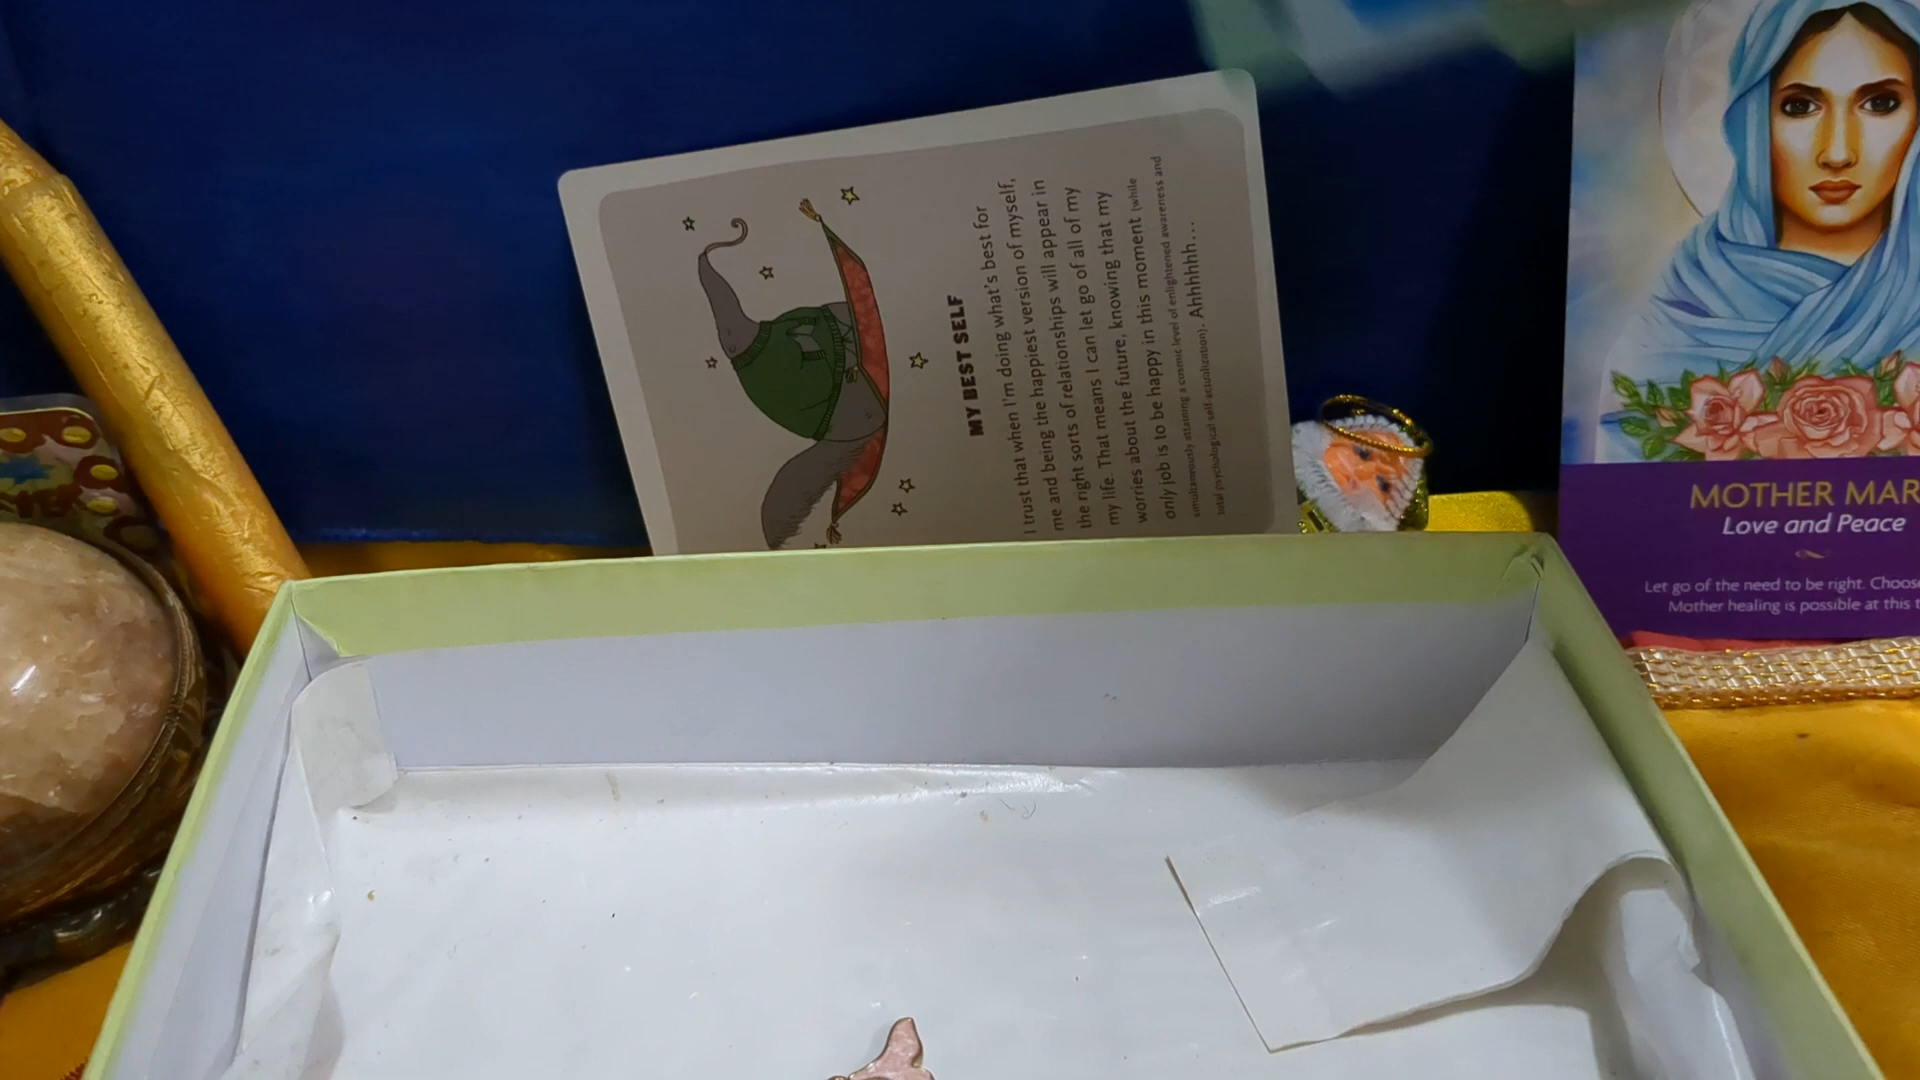 MY BEST SELF
I trust that when I'm doing what's best for
me and being the happiest version of myself,
the right sorts of relationships will appear in
my life. That means I can let go of all of my
worries about the future, knowing that my
only job is to be happy in this moment (while
simultaneously attaining a cosmic level of enlightened awareness and
total psychological self-actualization). Ahhhhhh...
MOTHER MAR
Love and Peace
Let go of the need to be right. Choose
Mother healing is possible at this t